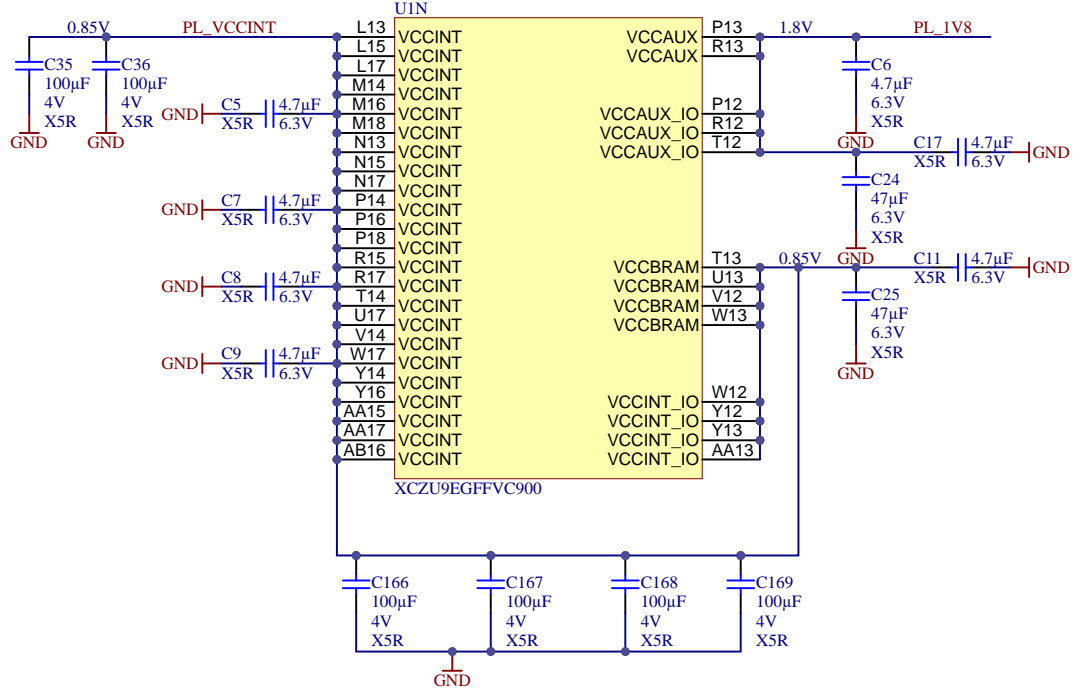 U1N
0.85V PL_VCCINT L13 VCCINT VCCAUX P13 1.8V PL_1V8
L15 VCCINT VCCAUX R13
C35 C36 L17 VCCINT C6
100µF 100µF M14 VCCINT 4.7µF
4V 4V GND C5 4.7µF M16 VCCINT VCCAUX_IO P12 6.3V
X5R X5R X5R 6.3V M18 VCCINT VCCAUX_IO R12 X5R
GND GND N13 VCCINT VCCAUX_IO T12 GND C17 4.7µF GND
N15 VCCINT X5R 6.3V
N17 VCCINT C24
GND C7 4.7µF P14 VCCINT 47µF
X5R 6.3V P16 VCCINT 6.3V
P18 VCCINT X5R
R15 VCCINT VCCBRAM T13 0.85V GND C11 4.7µF GND
GND C8 4.7µF R17 VCCINT VCCBRAM U13 X5R 6.3V
X5R 6.3V T14 VCCINT VCCBRAM V12 C25
U17 VCCINT VCCBRAM W13 47µF
V14 VCCINT 6.3V
GND C9 4.7µF W17 VCCINT X5R
X5R 6.3V Y14 VCCINT GND
Y16 VCCINT VCCINT_IO W12
AA15 VCCINT VCCINT_IO Y12
AA17 VCCINT VCCINT_IO Y13
AB16 VCCINT VCCINT_IO AA13
XCZU9EGFFVC900
C166 C167 C168 C169
100µF 100µF 100µF 100µF
4V 4V 4V 4V
X5R X5R X5R X5R
GND